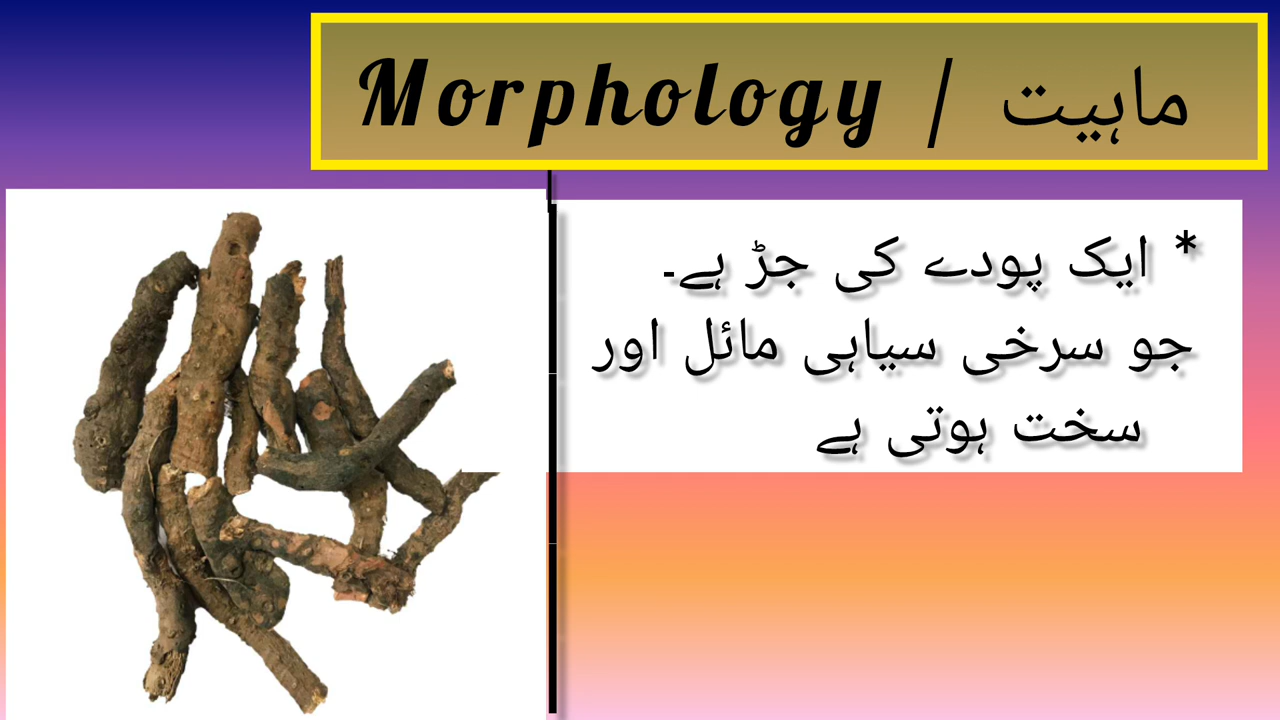 Morphology / ماہیت
* ایک پودے کی جڑ ہے۔
جو سرخی سیاہی مائل اور
سخت ہوتی ہے